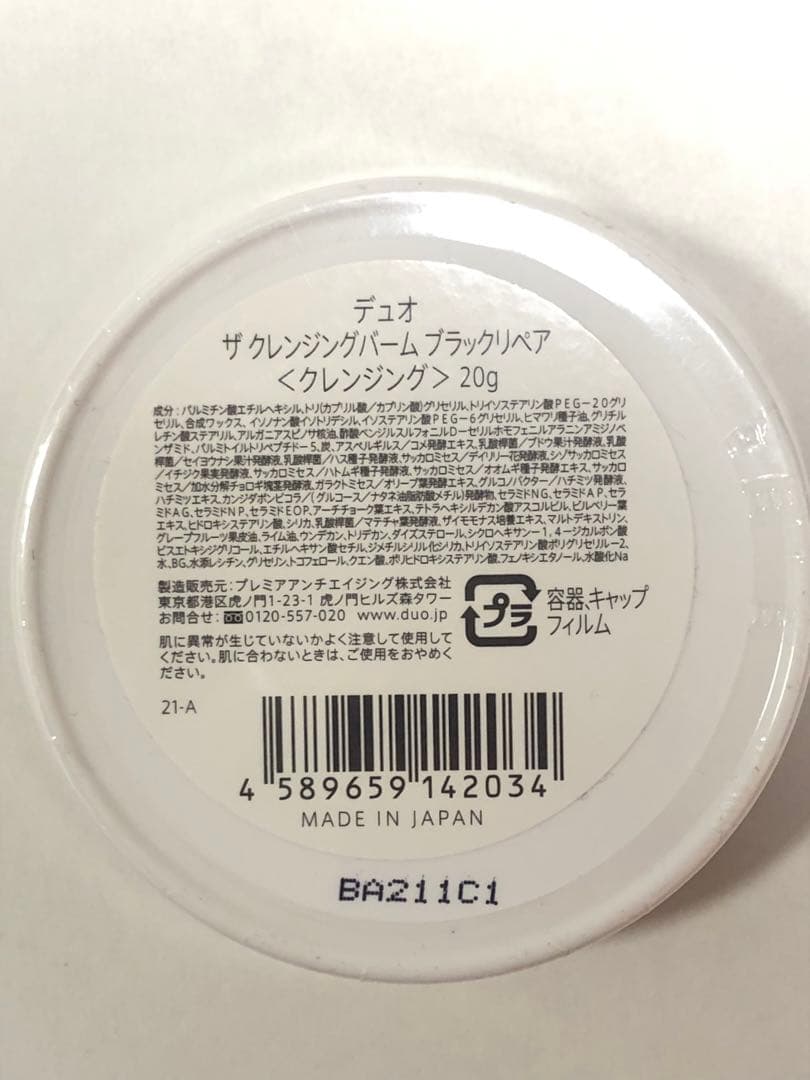 デュオ
ザ クレンジングバーム ブラックリペア
＜クレンジング＞ 20g
成分：パルミチン酸エチルヘキシル、トリ(カプリル酸／カプリン酸)グリセリル、トリイソステアリン酸PEG－20グリ
セリル、合成ワックス、イソノナン酸イソトリデシル、イソステアリン酸PEG－6グリセリル、ヒマワリ種子油、グリチル
レチン酸ステアリル、アルガニアスピノサ核油、酢酸ベンジルスルフォニルD－セリルホモフェニルアラニンアミジノベ
ンザミド、パルミトイルトリペプチド－5、炭、アスペルギルス／コメ発酵エキス、乳酸桿菌／ブドウ果汁発酵液、乳酸
桿菌／セイヨウナシ果汁発酵液、乳酸桿菌／ハス種子発酵液、サッカロミセス／デイリリー花発酵液、シゾサッカロミセス
／イチジク果実発酵液、サッカロミセス／ハトムギ種子発酵液、サッカロミセス／オオムギ種子発酵エキス、サッカロ
ミセス／加水分解チョロギ塊茎発酵液、ガラクトミセス／オリーブ葉発酵エキス、グルコノバクター／ハチミツ発酵液、
ハチミツエキス、カンジダボンビコラ／(グルコース／ナタネ油脂肪酸メチル)発酵物、セラミドNG、セラミドAP、セラ
ミドAG、セラミドNP、セラミドEOP、アーチチョーク葉エキス、テトラヘキシルデカン酸アスコルビル、ビルベリー葉
エキス、ヒドロキシステアリン酸、シリカ、乳酸桿菌／マテチャ葉発酵液、ザイモモナス培養エキス、マルトデキストリン、
グレープフルーツ果皮油、ライム油、ウンデカン、トリデカン、ダイズステロール、シクロヘキサン－1,4－ジカルボン酸
ビスエトキシジグリコール、エチルヘキサン酸セチル、ジメチルシリル化シリカ、トリイソステアリン酸ポリグリセリル－2、
水、BG、水添レシチン、グリセリン、トコフェロール、クエン酸、ポリヒドロキシステアリン酸、フェノキシエタノール、水酸化Na
製造販売元：プレミアアンチエイジング株式会社
東京都港区虎ノ門1-23-1 虎ノ門ヒルズ森タワー
お問合せ：0120-557-020 www.duo.jp
プラ
容器、キャップ
フィルム
肌に異常が生じていないかよく注意して使用して
ください。肌に合わないときは、ご使用をおやめく
ださい。
21-A
4 589659 142034
MADE IN JAPAN
BA211C1